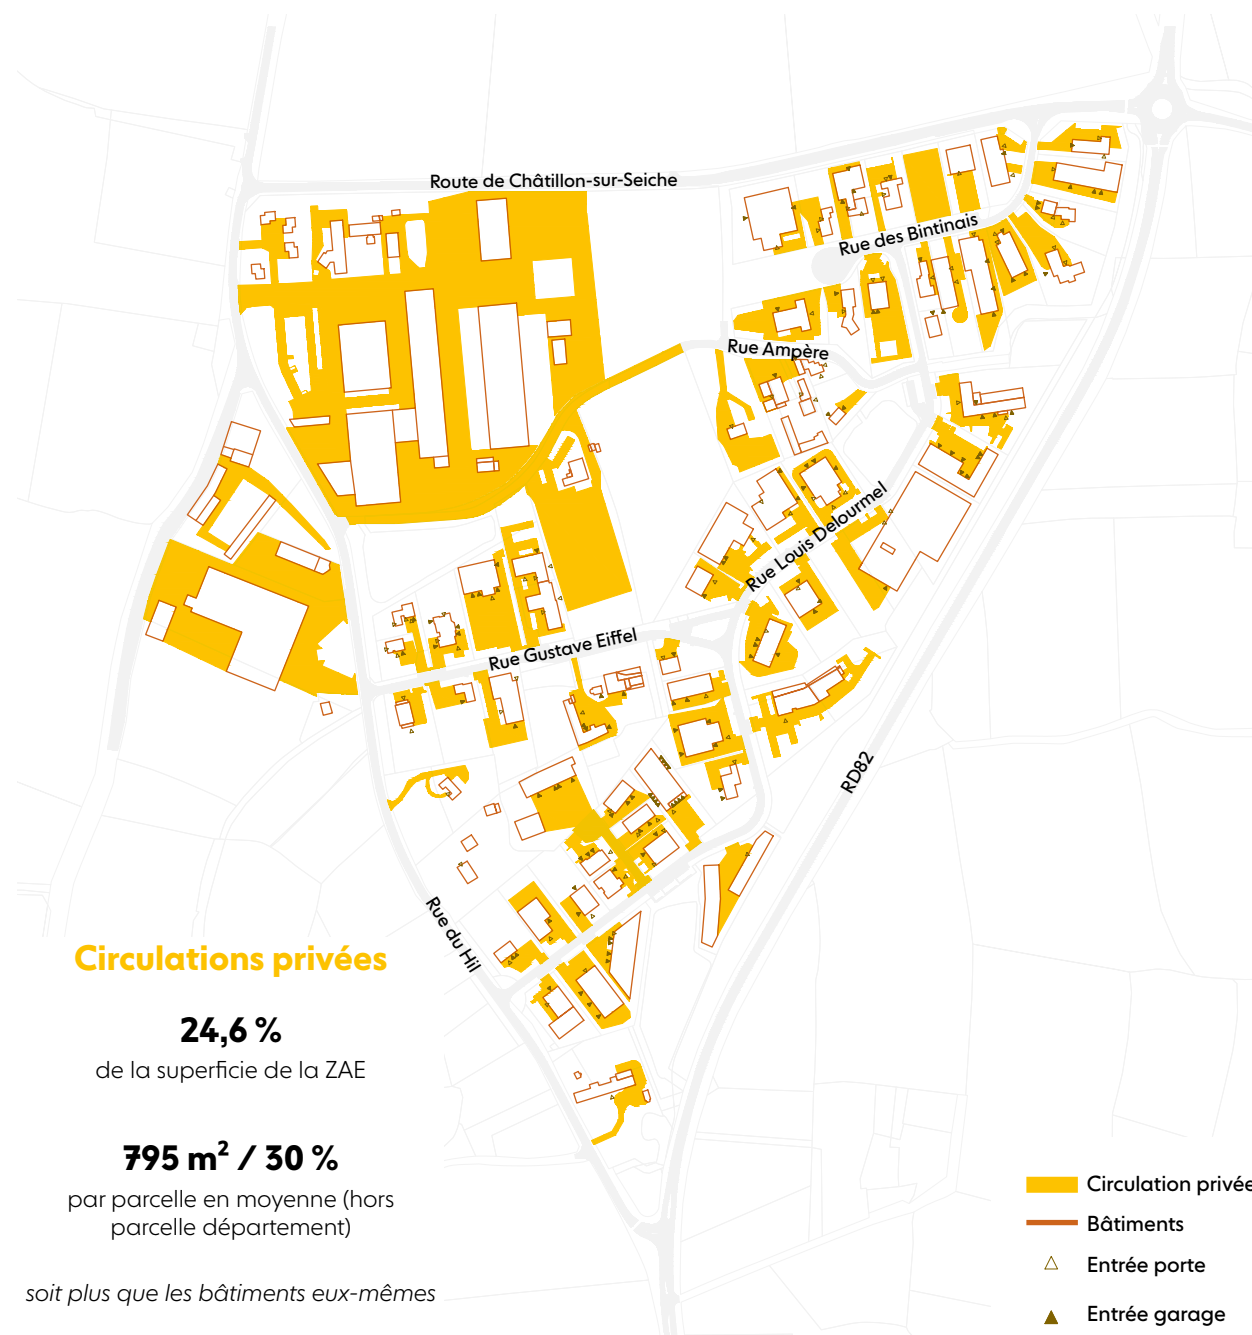 Route de Châtillon-sur-Seiche
Rue des Bintinais
Rue Ampère
Rue Louis Delourmel
Rue Gustave Eiffel
RD82
Rue du Hil
Circulations privées
24,6 %
de la superficie de la ZAE
795 m² / 30 %
par parcelle en moyenne (hors
parcelle département)
soit plus que les bâtiments eux-mêmes
Circulation privée
Bâtiments
Entrée porte
Entrée garage